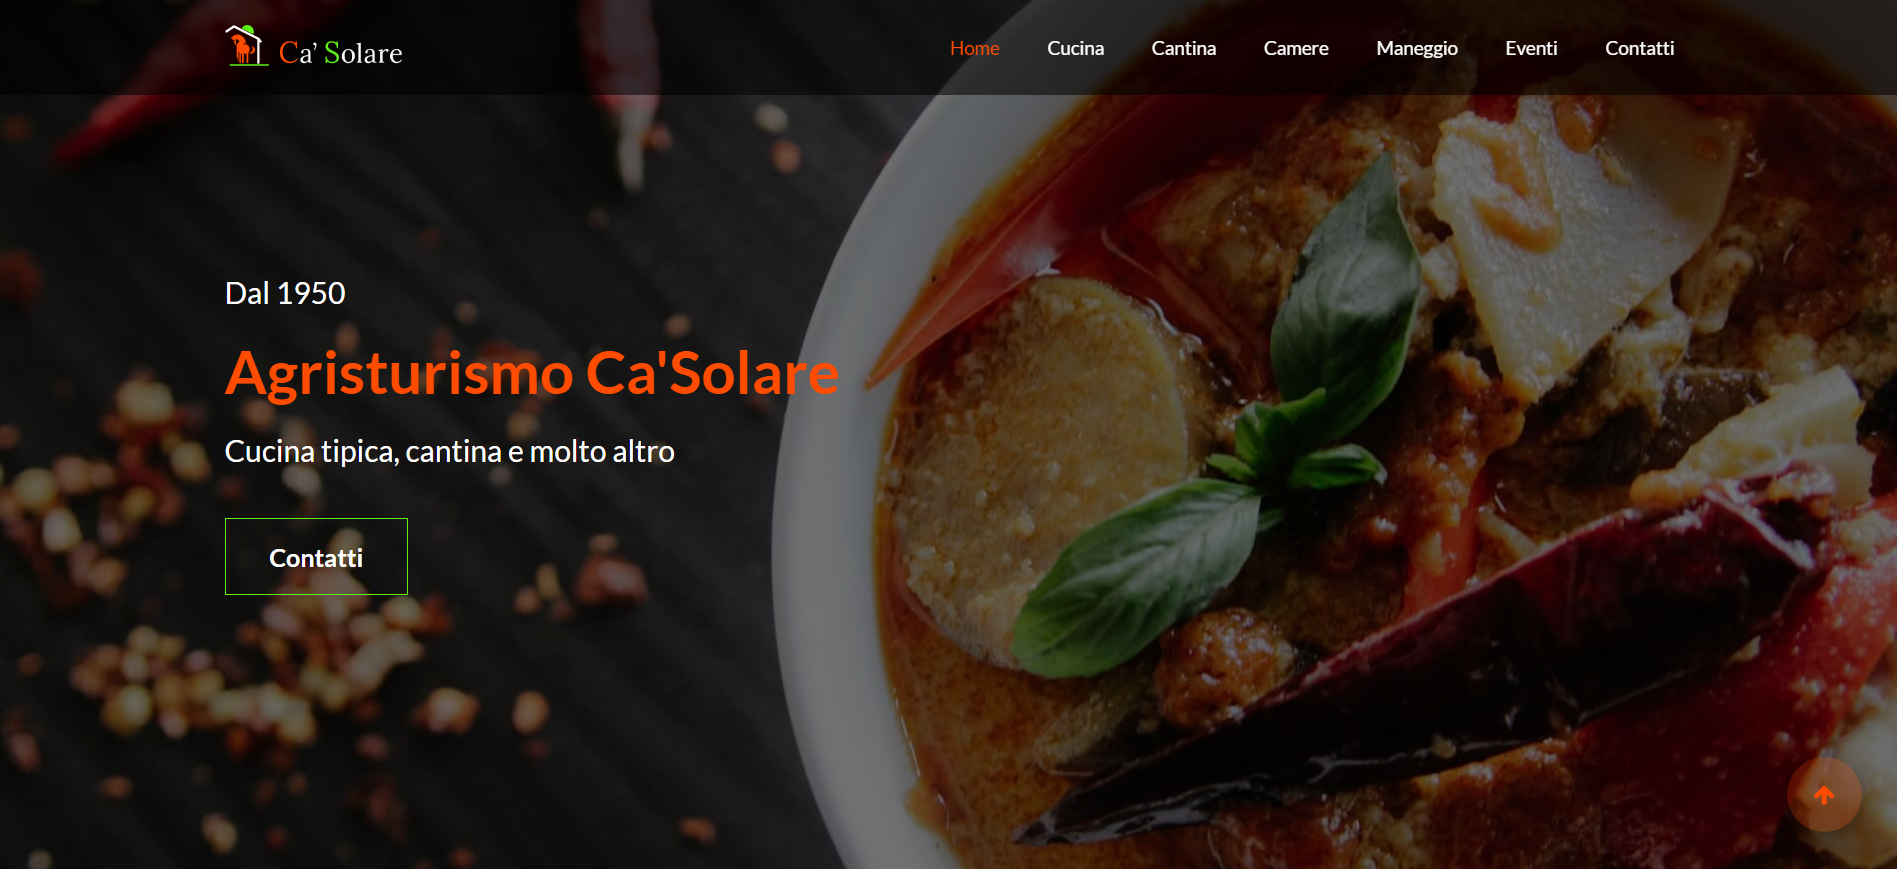 Ca’ Solare
Home Cucina Cantina Camere Maneggio Eventi Contatti
Dal 1950
Agristurismo Ca'Solare
Cucina tipica, cantina e molto altro
Contatti